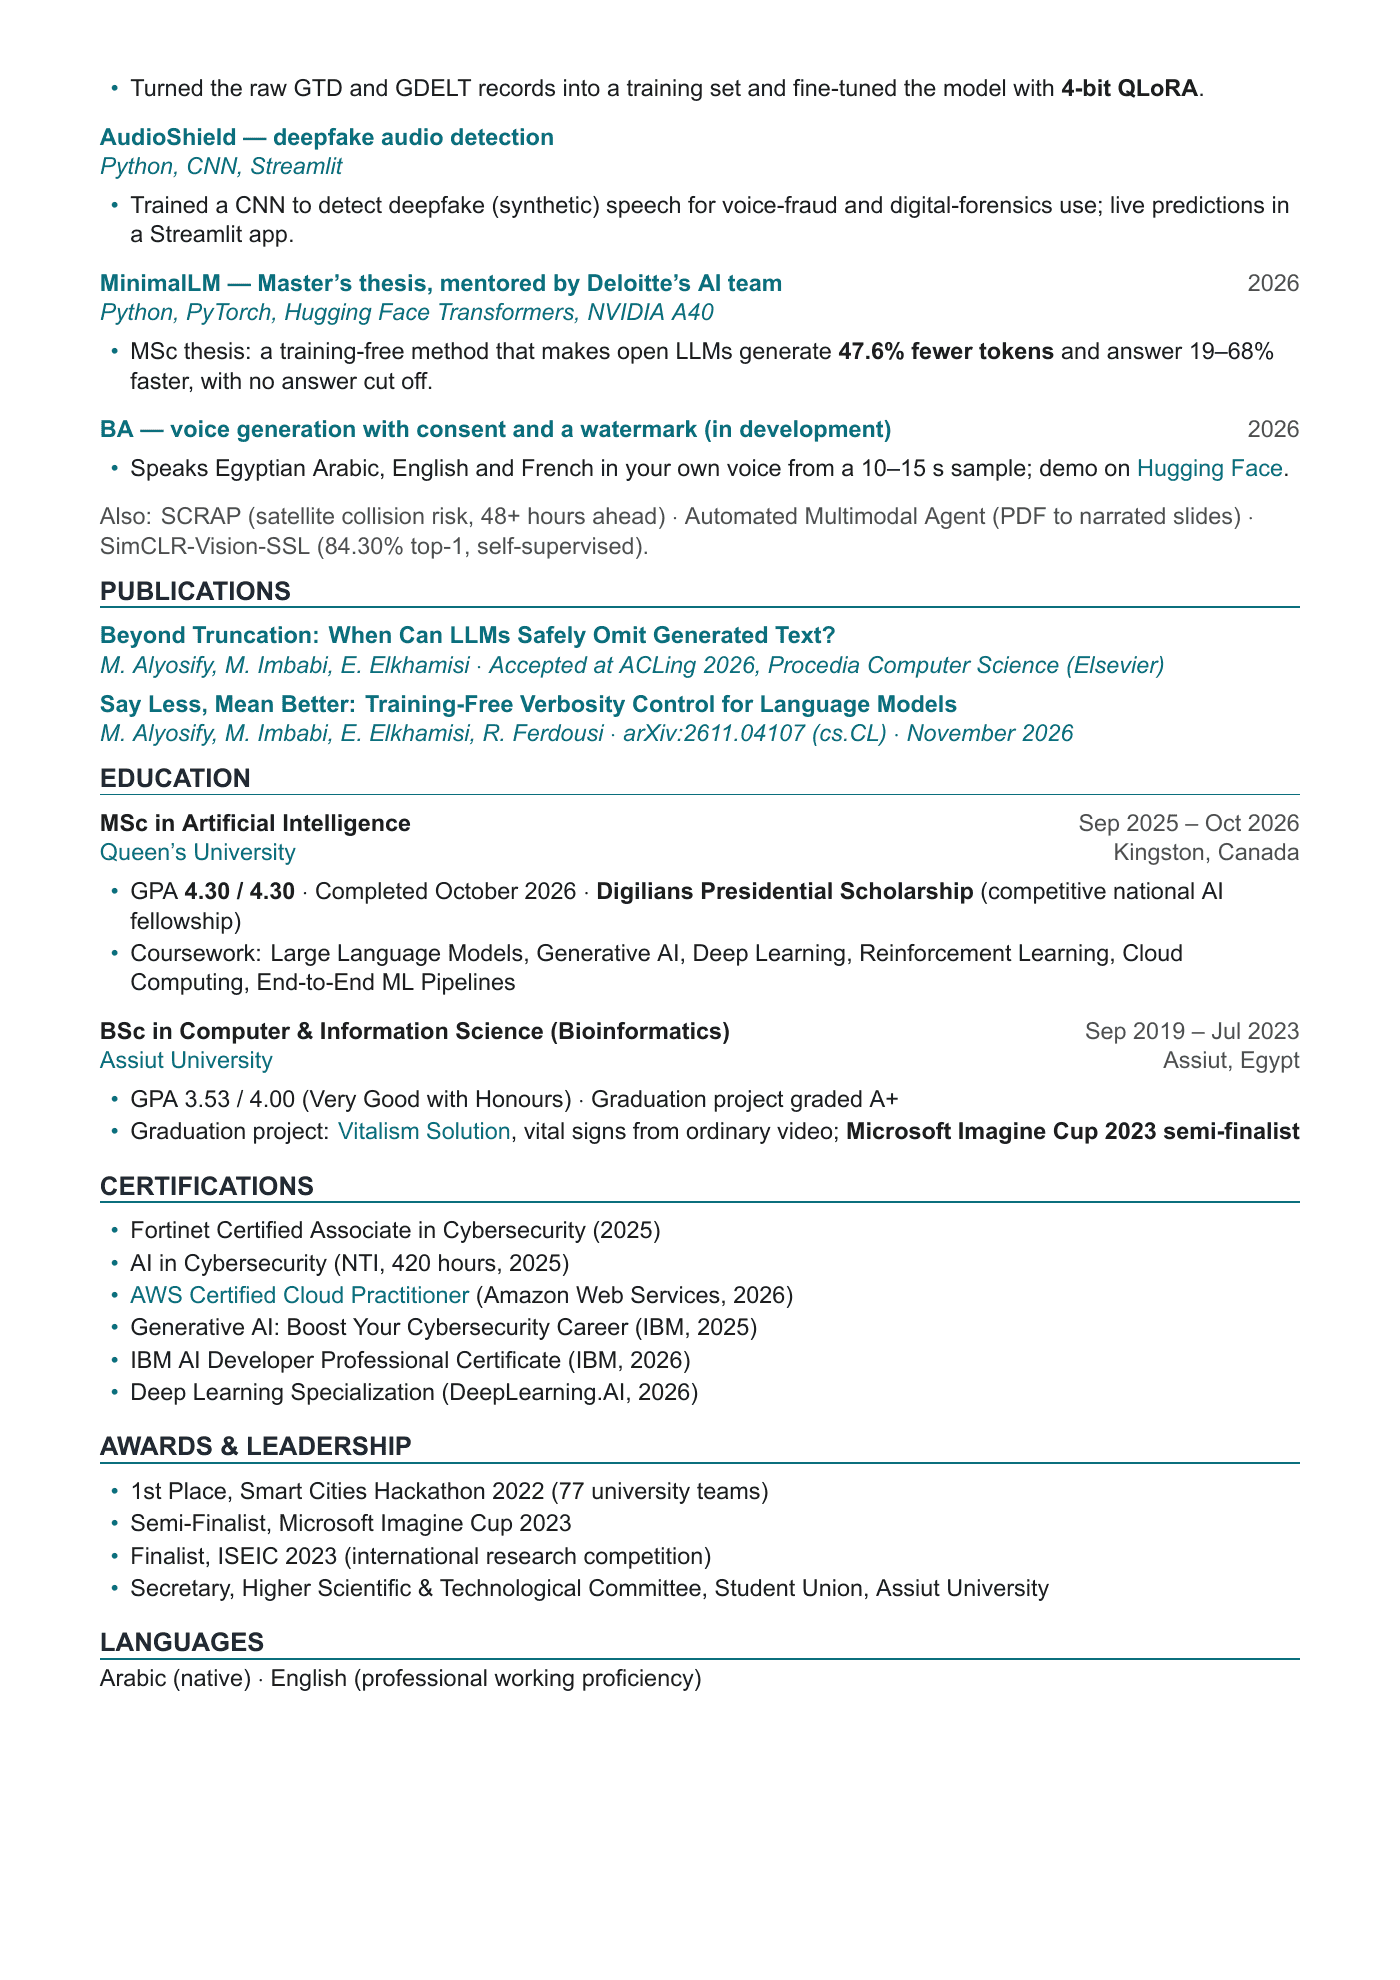 • Turned the raw GTD and GDELT records into a training set and fine-tuned the model with 4-bit QLoRA.
AudioShield — deepfake audio detection
Python, CNN, Streamlit
• Trained a CNN to detect deepfake (synthetic) speech for voice-fraud and digital-forensics use; live predictions in
a Streamlit app.
MinimalLM — Master’s thesis, mentored by Deloitte’s AI team 2026
Python, PyTorch, Hugging Face Transformers, NVIDIA A40
• MSc thesis: a training-free method that makes open LLMs generate 47.6% fewer tokens and answer 19–68%
faster, with no answer cut off.
BA — voice generation with consent and a watermark (in development) 2026
• Speaks Egyptian Arabic, English and French in your own voice from a 10–15 s sample; demo on Hugging Face.
Also: SCRAP (satellite collision risk, 48+ hours ahead) · Automated Multimodal Agent (PDF to narrated slides) ·
SimCLR-Vision-SSL (84.30% top-1, self-supervised).
PUBLICATIONS
Beyond Truncation: When Can LLMs Safely Omit Generated Text?
M. Alyosify, M. Imbabi, E. Elkhamisi · Accepted at ACLing 2026, Procedia Computer Science (Elsevier)
Say Less, Mean Better: Training-Free Verbosity Control for Language Models
M. Alyosify, M. Imbabi, E. Elkhamisi, R. Ferdousi · arXiv:2611.04107 (cs.CL) · November 2026
EDUCATION
MSc in Artificial Intelligence Sep 2025 – Oct 2026
Queen’s University Kingston, Canada
• GPA 4.30 / 4.30 · Completed October 2026 · Digilians Presidential Scholarship (competitive national AI
fellowship)
• Coursework: Large Language Models, Generative AI, Deep Learning, Reinforcement Learning, Cloud
Computing, End-to-End ML Pipelines
BSc in Computer & Information Science (Bioinformatics) Sep 2019 – Jul 2023
Assiut University Assiut, Egypt
• GPA 3.53 / 4.00 (Very Good with Honours) · Graduation project graded A+
• Graduation project: Vitalism Solution, vital signs from ordinary video; Microsoft Imagine Cup 2023 semi-finalist
CERTIFICATIONS
• Fortinet Certified Associate in Cybersecurity (2025)
• AI in Cybersecurity (NTI, 420 hours, 2025)
• AWS Certified Cloud Practitioner (Amazon Web Services, 2026)
• Generative AI: Boost Your Cybersecurity Career (IBM, 2025)
• IBM AI Developer Professional Certificate (IBM, 2026)
• Deep Learning Specialization (DeepLearning.AI, 2026)
AWARDS & LEADERSHIP
• 1st Place, Smart Cities Hackathon 2022 (77 university teams)
• Semi-Finalist, Microsoft Imagine Cup 2023
• Finalist, ISEIC 2023 (international research competition)
• Secretary, Higher Scientific & Technological Committee, Student Union, Assiut University
LANGUAGES
Arabic (native) · English (professional working proficiency)